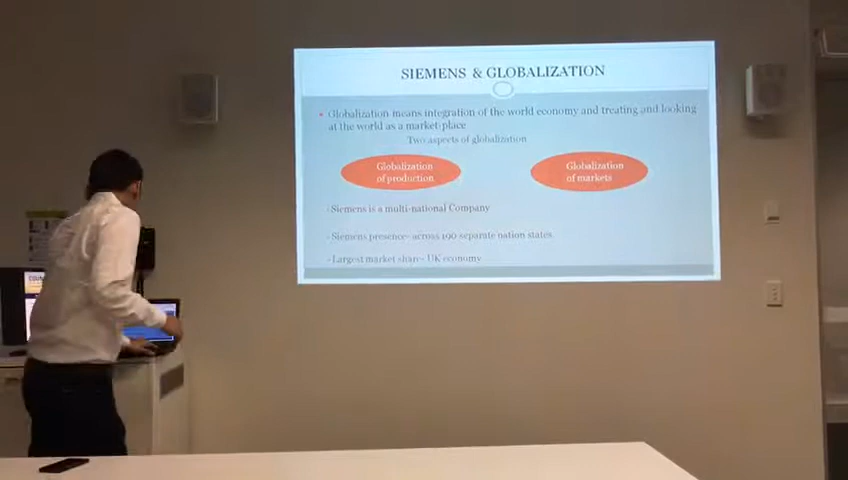 SIEMENS & GLOBALIZATION
Globalization means integration of the world economy and treating and looking
at the world as a market-place
Two aspects of globalization
Globalization
of production
Globalization
of markets
-Siemens is a multi-national Company
-Siemens presence- across 190 separate nation states.
-Largest market share- UK economy